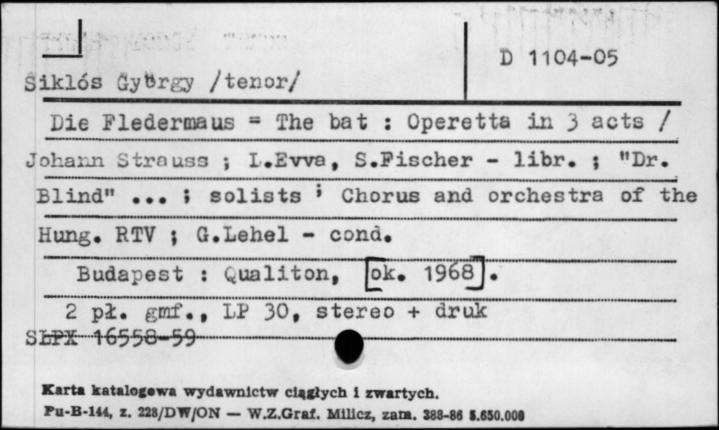 D 1104-05
Siklós György /tenor/
Die Fledermaus = The bat : Operetta in 3 acts /
Johann Strauss ; L.Evva, S.Fischer - libr. ; "Dr.
Blind" ... ; solists ; Chorus and orchestra of the
Hung. RTV ; G.Lehel - cond.
Budapest : Qualiton, [ok. 1968].
2 pł. gmf., LP 30, stereo + druk
SLPX 16558-59
Karta katalogowa wydawnictw ciągłych i zwartych.
Pu-B-144, z. 228/DW/ON — W.Z.Graf. Milicz, zam. 388-86 5.650.000